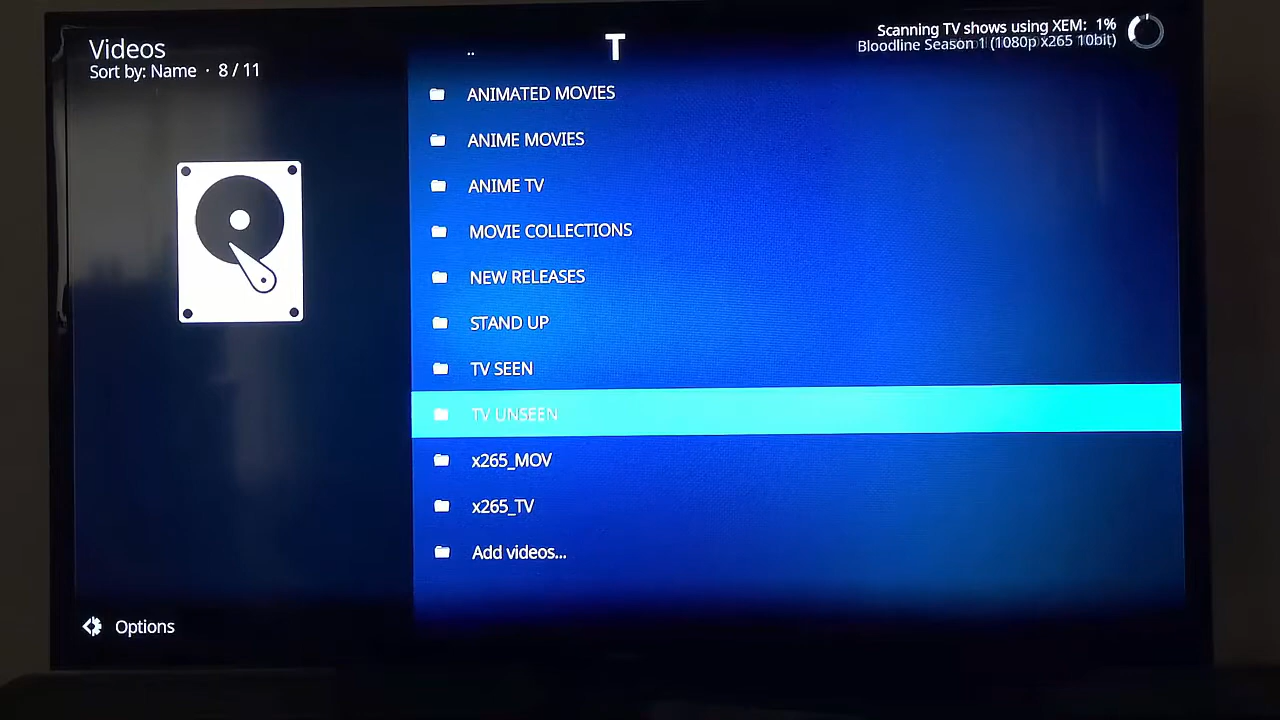 Videos
Sort by: Name · 8 / 11
..
T
Scanning TV shows using XEM: 1%
Bloodline Season 1 (1080p x265 10bit)
ANIMATED MOVIES
ANIME MOVIES
ANIME TV
MOVIE COLLECTIONS
NEW RELEASES
STAND UP
TV SEEN
TV UNSEEN
x265_MOV
x265_TV
Add videos...
Options